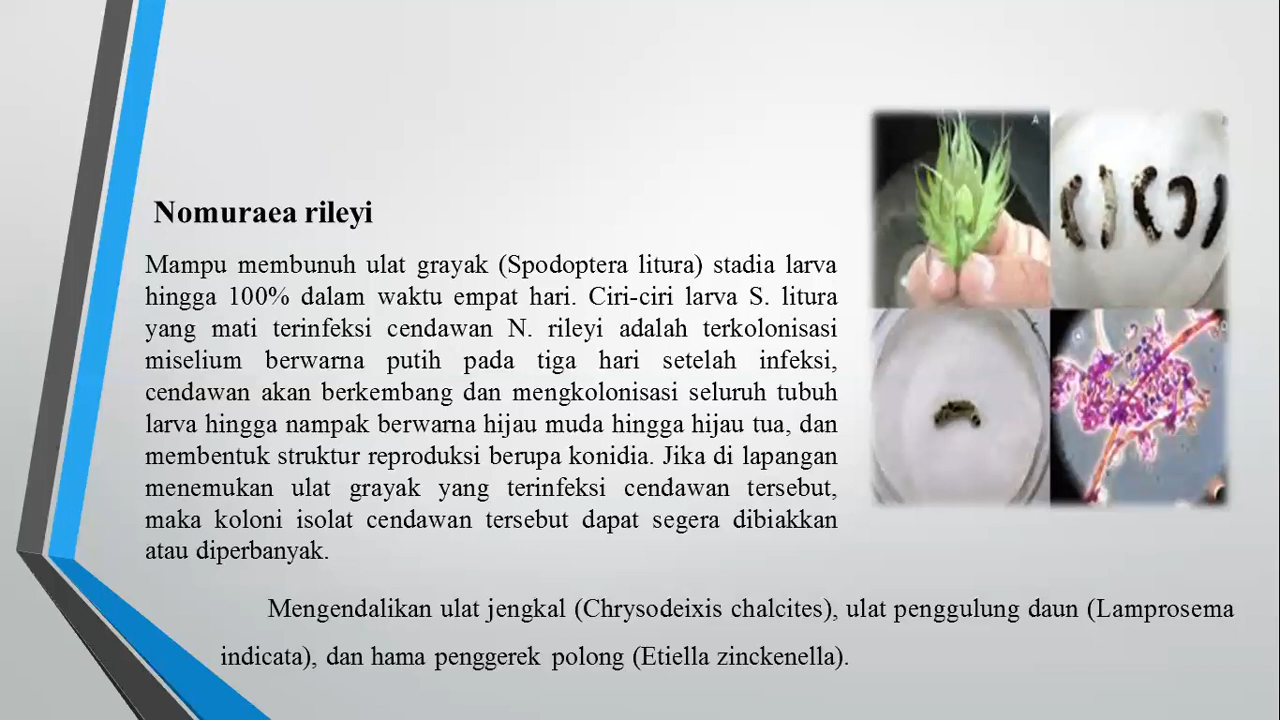 Nomuraea rileyi
Mampu membunuh ulat grayak (Spodoptera litura) stadia larva
hingga 100% dalam waktu empat hari. Ciri-ciri larva S. litura
yang mati terinfeksi cendawan N. rileyi adalah terkolonisasi
miselium berwarna putih pada tiga hari setelah infeksi,
cendawan akan berkembang dan mengkolonisasi seluruh tubuh
larva hingga nampak berwarna hijau muda hingga hijau tua, dan
membentuk struktur reproduksi berupa konidia. Jika di lapangan
menemukan ulat grayak yang terinfeksi cendawan tersebut,
maka koloni isolat cendawan tersebut dapat segera dibiakkan
atau diperbanyak.
Mengendalikan ulat jengkal (Chrysodeixis chalcites), ulat penggulung daun (Lamprosema
indicata), dan hama penggerek polong (Etiella zinckenella).
A